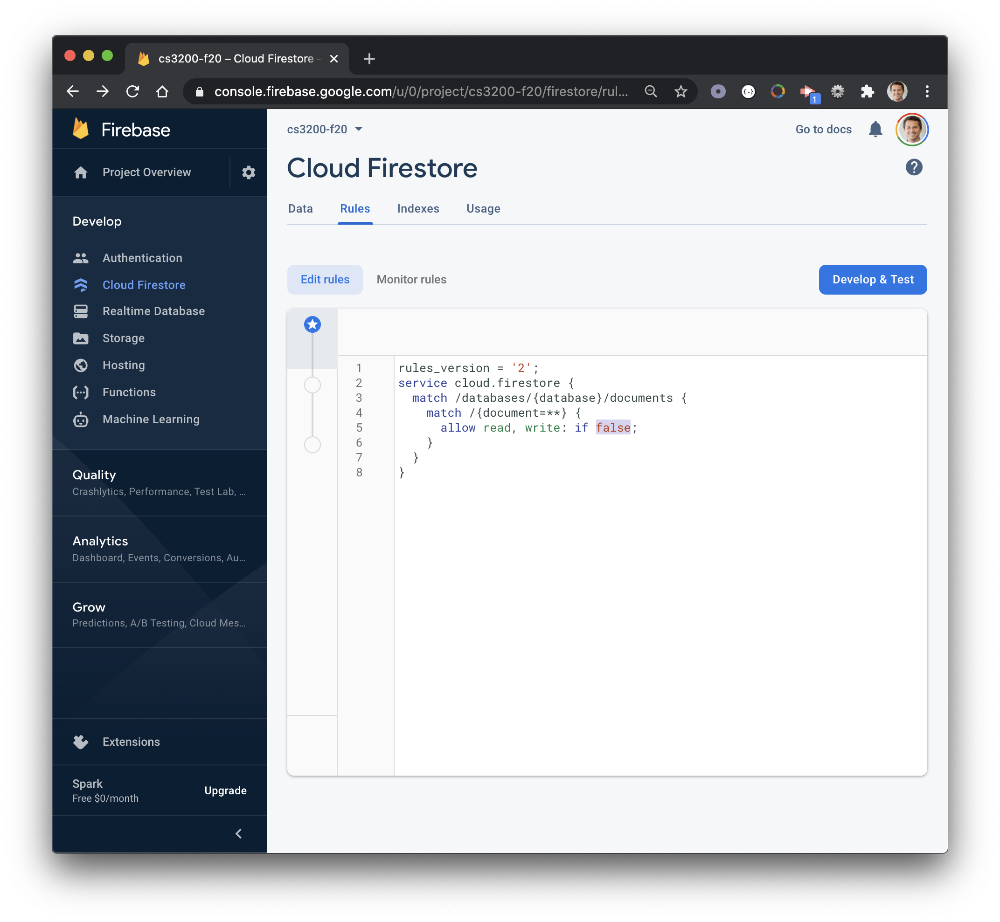 cs3200-f20 – Cloud Firestore -
console.firebase.google.com/u/0/project/cs3200-f20/firestore/rul...
{...}
1
Firebase
Project Overview
Develop
Authentication
Cloud Firestore
Realtime Database
Storage
Hosting
Functions
Machine Learning
Quality
Crashlytics, Performance, Test Lab, ...
Analytics
Dashboard, Events, Conversions, Au...
Grow
Predictions, A/B Testing, Cloud Mes...
Extensions
Spark
Free $0/month
Upgrade
cs3200-f20
Go to docs
Cloud Firestore
?
Data Rules Indexes Usage
Edit rules Monitor rules Develop & Test
1 rules_version = '2';
2 service cloud.firestore {
3   match /databases/{database}/documents {
4     match /{document=**} {
5       allow read, write: if false;
6     }
7   }
8 }